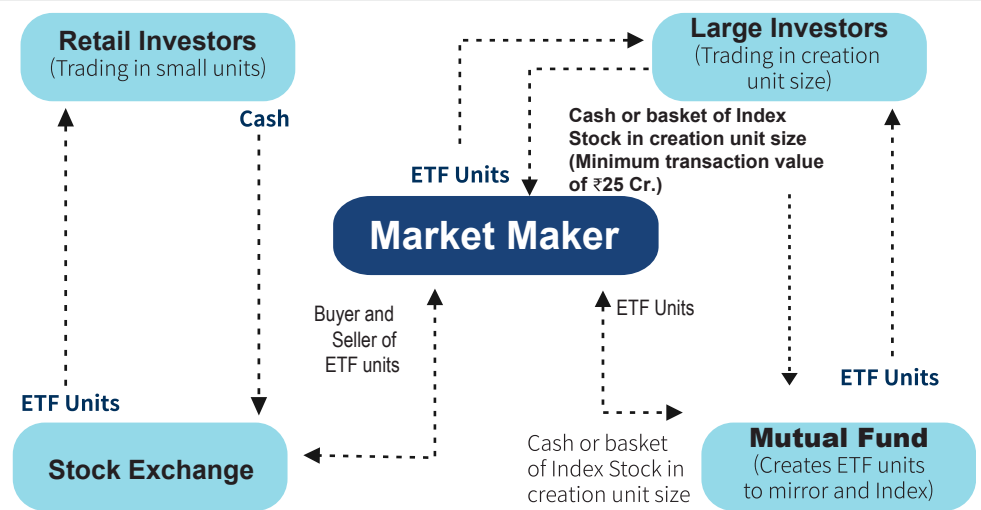 Retail Investors
(Trading in small units)
Large Investors
(Trading in creation
unit size)
Cash
Cash or basket of Index
Stock in creation unit size
(Minimum transaction value
of ₹25 Cr.)
ETF Units
Market Maker
Buyer and
Seller of
ETF units
ETF Units
ETF Units
ETF Units
Stock Exchange
Cash or basket
of Index Stock in
creation unit size
Mutual Fund
(Creates ETF units
to mirror and Index)